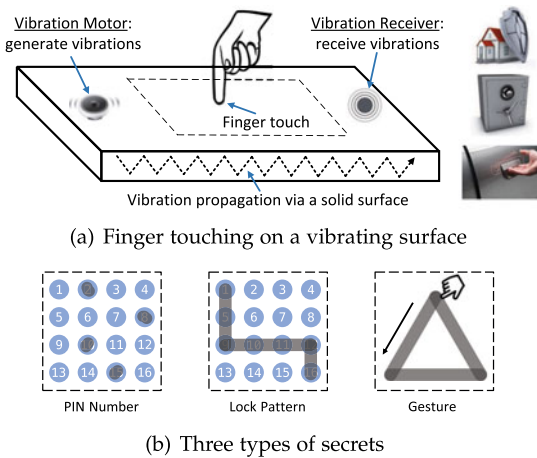 Vibration Motor: Vibration Receiver:
generate vibrations receive vibrations
Finger touch
Vibration propagation via a solid surface
(a) Finger touching on a vibrating surface
1 2 3 4 1 2 3 4
5 6 7 8 5 6 7 8
9 10 11 12 9 10 11 12
13 14 15 16 13 14 15 16
PIN Number Lock Pattern Gesture
(b) Three types of secrets